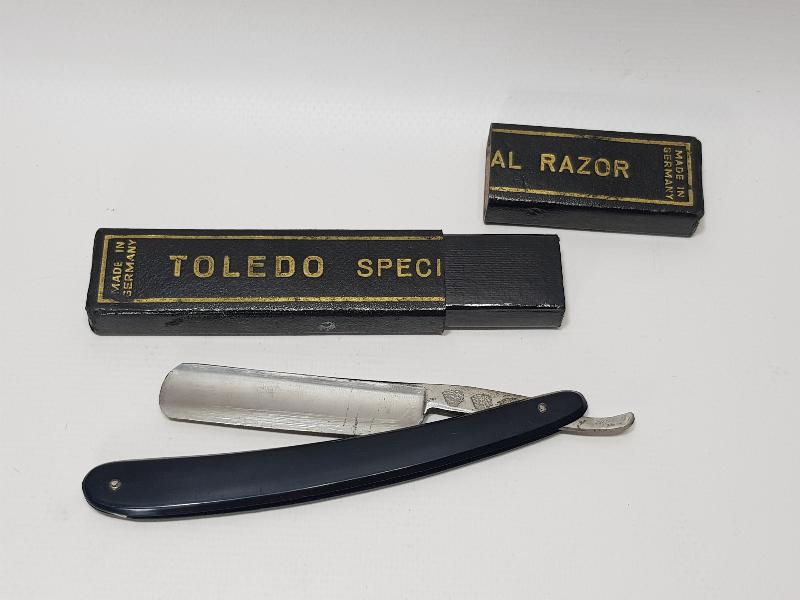 MADE IN
GERMANY
TOLEDO SPECI
AL RAZOR
MADE IN
GERMANY